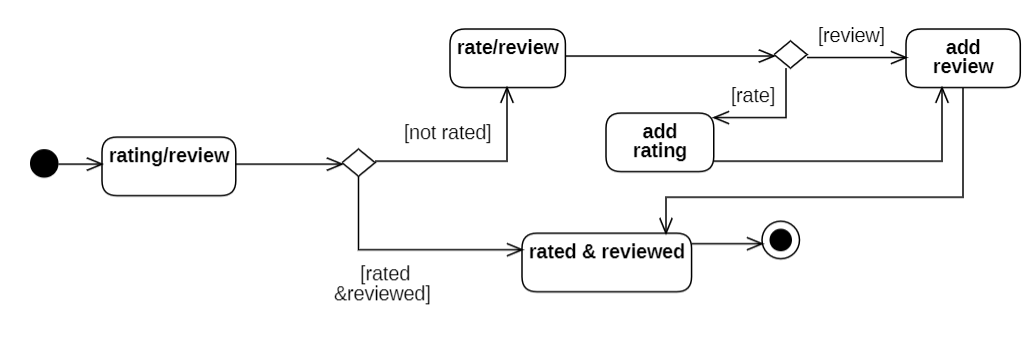 rate/review
[review]
add
review
[rate]
add
rating
[not rated]
rating/review
rated & reviewed
[rated
&reviewed]